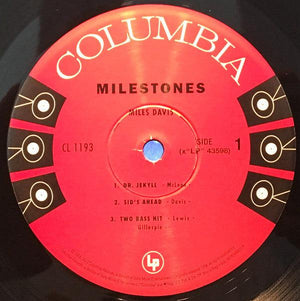 COLUMBIA
MILESTONES
MILES DAVIS
CL 1193
SIDE 1
(x"LP" 43598)
1. DR. JEKYLL - McLean -
2. SID'S AHEAD - Davis -
3. TWO BASS HIT - Lewis -
Gillespie
LP